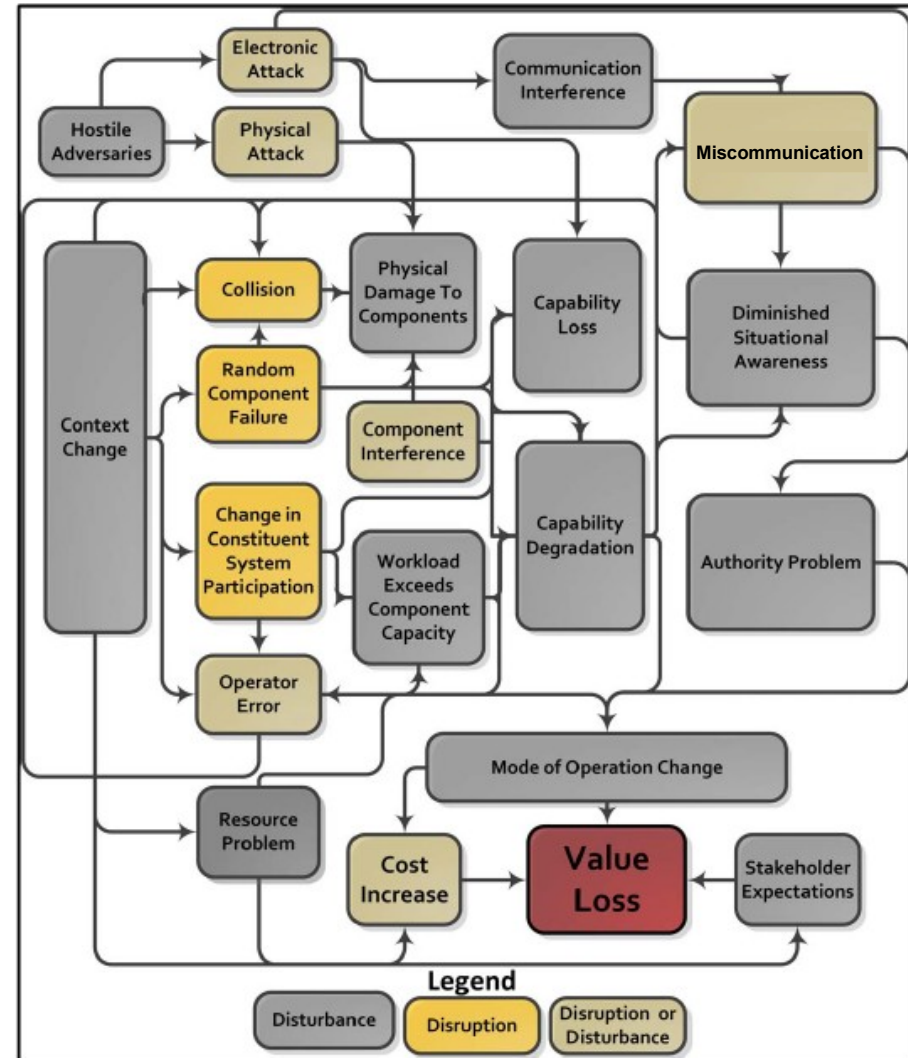 Electronic
Attack
Communication
Interference
Hostile
Adversaries
Physical
Attack
Miscommunication
Collision
Physical
Damage To
Components
Capability
Loss
Diminished
Situational
Awareness
Random
Component
Failure
Context
Change
Component
Interference
Change in
Constituent
System
Participation
Workload
Exceeds
Component
Capacity
Capability
Degradation
Authority Problem
Operator
Error
Mode of Operation Change
Resource
Problem
Cost
Increase
Value
Loss
Stakeholder
Expectations
Legend
Disturbance
Disruption
Disruption or
Disturbance